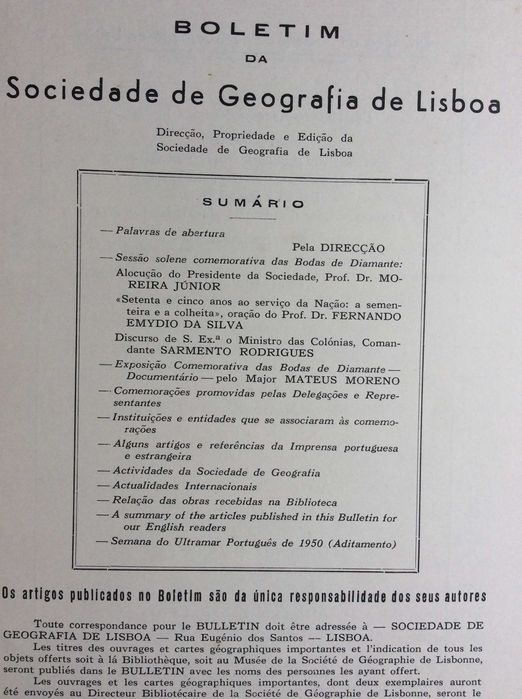 BOLETIM
DA
Sociedade de Geografia de Lisboa
Direcção, Propriedade e Edição da
Sociedade de Geografia de Lisboa
SUMÁRIO
— Palavras de abertura
Pela DIRECÇÃO
— Sessão solene comemorativa das Bodas de Diamante:
Alocução do Presidente da Sociedade, Prof. Dr. MO-
REIRA JÚNIOR
«Setenta e cinco anos ao serviço da Nação: a semen-
teira e a colheita», oração do Prof. Dr. FERNANDO
EMYDIO DA SILVA
Discurso de S. Ex.ª o Ministro das Colónias, Coman-
dante SARMENTO RODRIGUES
— Exposição Comemorativa das Bodas de Diamante —
Documentário — pelo Major MATEUS MORENO
— Comemorações promovidas pelas Delegações e Repre-
sentantes
— Instituïções e entidades que se associaram às comemo-
rações
— Alguns artigos e referências da Imprensa portuguesa
e estrangeira
— Actividades da Sociedade de Geografia
— Actualidades Internacionais
— Relação das obras recebidas na Biblioteca
— A summary of the articles published in this Bulletin for
our English readers
— Semana do Ultramar Português de 1950 (Aditamento)
Os artigos publicados no Boletim são da única responsabilidade dos seus autores
Toute correspondance pour le BULLETIN doit être adressée à — SOCIEDADE DE
GEOGRAFIA DE LISBOA — Rua Eugénio dos Santos — LISBOA.
Les titres des ouvrages et cartes géographiques importantes et l'indication de tous les
objets offerts soit à lá Bibliothèque, soit au Musée de la Société de Géographie de Lisbonne,
seront publiés dans le BULLETIN avec les noms des personnes les ayant offert.
Les ouvrages et les cartes géographiques importantes, dont deux exemplaires auront
été envoyés au Directeur Bibliotécaire de la Société de Géographie de Lisbonne, seront le